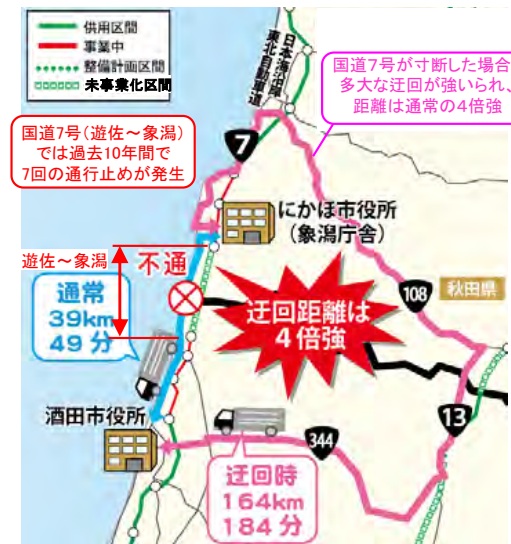 供用区間
事業中
整備計画区間
未事業化区間
日本海沿岸
東北自動車道
国道7号が寸断した場合、
多大な迂回が強いられ、
距離は通常の4倍強
国道7号(遊佐～象潟)
では過去10年間で
7回の通行止めが発生
7
にかほ市役所
(象潟庁舎)
遊佐～象潟
不通
通常
39km
49分
迂回距離は
4倍強
108
秋田県
13
酒田市役所
344
迂回時
164km
184分